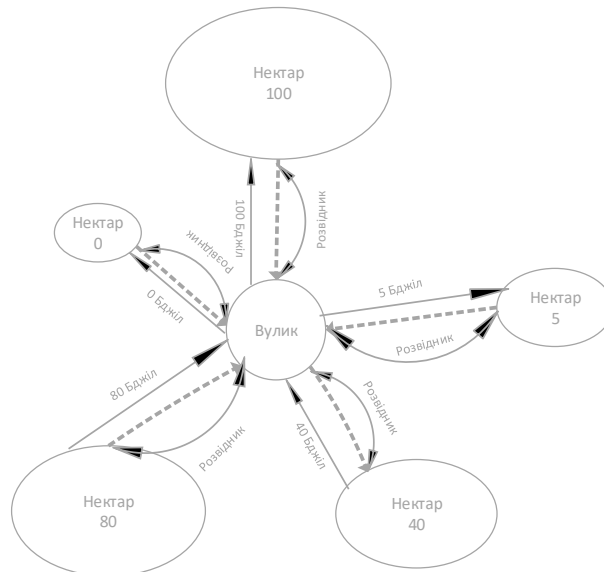 Нектар
100
100 Бджіл
Розвідник
Нектар
0
Розвідник
0 Бджіл
Вулик
5 Бджіл
Розвідник
Нектар
5
80 Бджіл
Розвідник
Нектар
80
40 Бджіл
Розвідник
Нектар
40